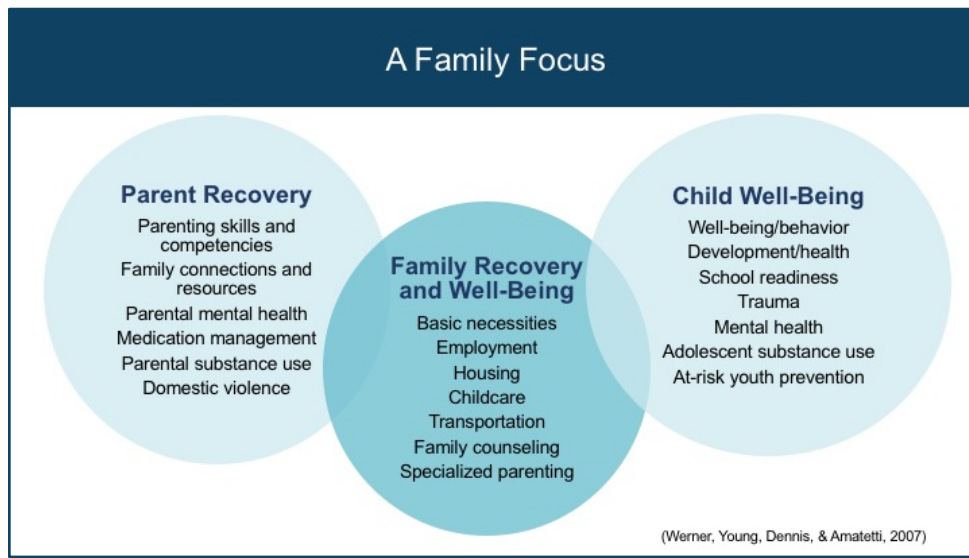 A Family Focus
Parent Recovery
Parenting skills and
competencies
Family connections and
resources
Parental mental health
Medication management
Parental substance use
Domestic violence
Family Recovery
and Well-Being
Basic necessities
Employment
Housing
Childcare
Transportation
Family counseling
Specialized parenting
Child Well-Being
Well-being/behavior
Development/health
School readiness
Trauma
Mental health
Adolescent substance use
At-risk youth prevention
(Werner, Young, Dennis, & Amatetti, 2007)